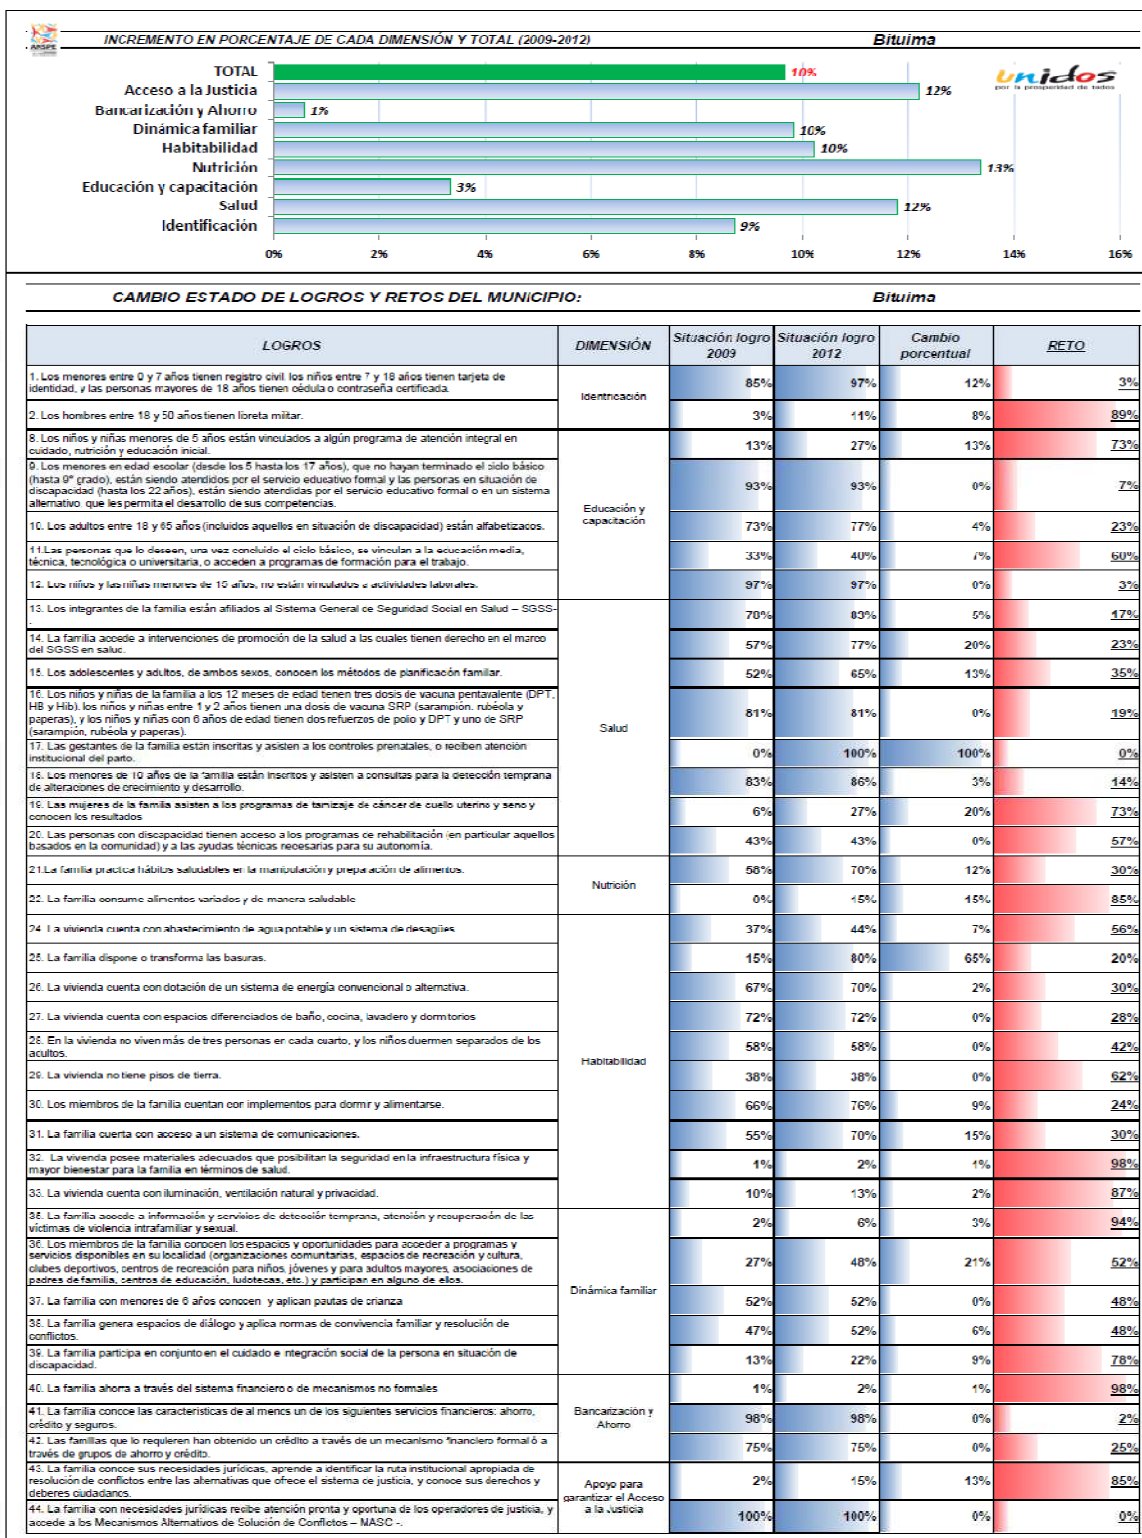 ANSPE
INCREMENTO EN PORCENTAJE DE CADA DIMENSIÓN Y TOTAL (2009-2012) Bituima
unidos
por la prosperidad de todos
TOTAL 10%
Acceso a la Justicia 12%
Bancarización y Ahorro 1%
Dinámica familiar 10%
Habitabilidad 10%
Nutrición 13%
Educación y capacitación 3%
Salud 12%
Identificación 9%
0% 2% 4% 6% 8% 10% 12% 14% 16%
CAMBIO ESTADO DE LOGROS Y RETOS DEL MUNICIPIO: Bituima
LOGROS DIMENSIÓN Situación logro 2009 Situación logro 2012 Cambio porcentual RETO
Identificación
1. Los menores entre 0 y 7 años tienen registro civil, los niños entre 7 y 18 años tienen tarjeta de
identidad, y las personas mayores de 18 años tienen cédula o contraseña certificada. 85% 97% 12% 3%
2. Los hombres entre 18 y 50 años tienen libreta militar. 3% 11% 8% 89%
Educación y capacitación
8. Los niños y niñas menores de 5 años están vinculados a algún programa de atención integral en
cuidado, nutrición y educación inicial. 13% 27% 13% 73%
9. Los menores en edad escolar (desde los 5 hasta los 17 años), que no hayan terminado el ciclo básico
(hasta 9° grado), están siendo atendidos por el servicio educativo formal y las personas en situación de
discapacidad (hasta los 22 años), están siendo atendidas por el servicio educativo formal o en un sistema
alternativo, que les permita el desarrollo de sus competencias. 93% 93% 0% 7%
10. Los adultos entre 18 y 65 años (incluidos aquellos en situación de discapacidad) están alfabetizados. 73% 77% 4% 23%
11.Las personas que lo deseen, una vez concluido el ciclo básico, se vinculan a la educación media,
técnica, tecnológica o universitaria, o acceden a programas de formación para el trabajo. 33% 40% 7% 60%
12. Los niños y las niñas menores de 15 años, no están vinculados a actividades laborales. 97% 97% 0% 3%
Salud
13. Los integrantes de la familia están afiliados al Sistema General de Seguridad Social en Salud – SGSS-
. 78% 83% 5% 17%
14. La familia accede a intervenciones de promoción de la salud a las cuales tienen derecho en el marco
del SGSS en salud. 57% 77% 20% 23%
15. Los adolescentes y adultos, de ambos sexos, conocen los métodos de planificación familiar. 52% 65% 13% 35%
16. Los niños y niñas de la familia a los 12 meses de edad tienen tres dosis de vacuna pentavalente (DPT,
HB y Hib), los niños y niñas entre 1 y 2 años tienen una dosis de vacuna SRP (sarampión, rubéola y
paperas), y los niños y niñas con 6 años de edad tienen dos refuerzos de polio y DPT y uno de SRP
(sarampión, rubéola y paperas). 81% 81% 0% 19%
17. Las gestantes de la familia están inscritas y asisten a los controles prenatales, o reciben atención
institucional del parto. 0% 100% 100% 0%
18. Los menores de 10 años de la familia están inscritos y asisten a consultas para la detección temprana
de alteraciones de crecimiento y desarrollo. 83% 86% 3% 14%
19. Las mujeres de la familia asisten a los programas de tamizaje de cáncer de cuello uterino y seno y
conocen los resultados 6% 27% 20% 73%
20. Las personas con discapacidad tienen acceso a los programas de rehabilitación (en particular aquellos
basados en la comunidad) y a las ayudas técnicas necesarias para su autonomía. 43% 43% 0% 57%
Nutrición
21.La familia practica hábitos saludables en la manipulación y preparación de alimentos. 58% 70% 12% 30%
22. La familia consume alimentos variados y de manera saludable 0% 15% 15% 85%
Habitabilidad
24. La vivienda cuenta con abastecimiento de agua potable y un sistema de desagües 37% 44% 7% 56%
25. La familia dispone o transforma las basuras. 15% 80% 65% 20%
26. La vivienda cuenta con dotación de un sistema de energía convencional o alternativa. 67% 70% 2% 30%
27. La vivienda cuenta con espacios diferenciados de baño, cocina, lavadero y dormitorios 72% 72% 0% 28%
28. En la vivienda no viven más de tres personas en cada cuarto, y los niños duermen separados de los
adultos. 58% 58% 0% 42%
29. La vivienda no tiene pisos de tierra. 38% 38% 0% 62%
30. Los miembros de la familia cuentan con implementos para dormir y alimentarse. 66% 76% 9% 24%
31. La familia cuenta con acceso a un sistema de comunicaciones. 55% 70% 15% 30%
32. La vivienda posee materiales adecuados que posibilitan la seguridad en la infraestructura física y
mayor bienestar para la familia en términos de salud. 1% 2% 1% 98%
33. La vivienda cuenta con iluminación, ventilación natural y privacidad. 10% 13% 2% 87%
Dinámica familiar
35. La familia accede a información y servicios de detección temprana, atención y recuperación de las
víctimas de violencia intrafamiliar y sexual. 2% 6% 3% 94%
36. Los miembros de la familia conocen los espacios y oportunidades para acceder a programas y
servicios disponibles en su localidad (organizaciones comunitarias, espacios de recreación y cultura,
clubes deportivos, centros de recreación para niños, jóvenes y para adultos mayores, asociaciones de
padres de familia, centros de educación, ludotecas, etc.) y participan en alguno de ellos. 27% 48% 21% 52%
37. La familia con menores de 6 años conocen y aplican pautas de crianza 52% 52% 0% 48%
38. La familia genera espacios de diálogo y aplica normas de convivencia familiar y resolución de
conflictos. 47% 52% 6% 48%
39. La familia participa en conjunto en el cuidado e integración social de la persona en situación de
discapacidad. 13% 22% 9% 78%
Bancarización y Ahorro
40. La familia ahorra a través del sistema financiero o de mecanismos no formales 1% 2% 1% 98%
41. La familia conoce las características de al menos un de los siguientes servicios financieros: ahorro,
crédito y seguros. 98% 98% 0% 2%
42. Las familias que lo requieren han obtenido un crédito a través de un mecanismo financiero formal ó a
través de grupos de ahorro y crédito. 75% 75% 0% 25%
Apoyo para garantizar el Acceso a la Justicia
43. La familia conoce sus necesidades jurídicas, aprende a identificar la ruta institucional apropiada de
resolución de conflictos entre las alternativas que ofrece el sistema de justicia, y conoce sus derechos y
deberes ciudadanos. 2% 15% 13% 85%
44. La familia con necesidades jurídicas recibe atención pronta y oportuna de los operadores de justicia, y
accede a los Mecanismos Alternativos de Solución de Conflictos – MASC -. 100% 100% 0% 0%